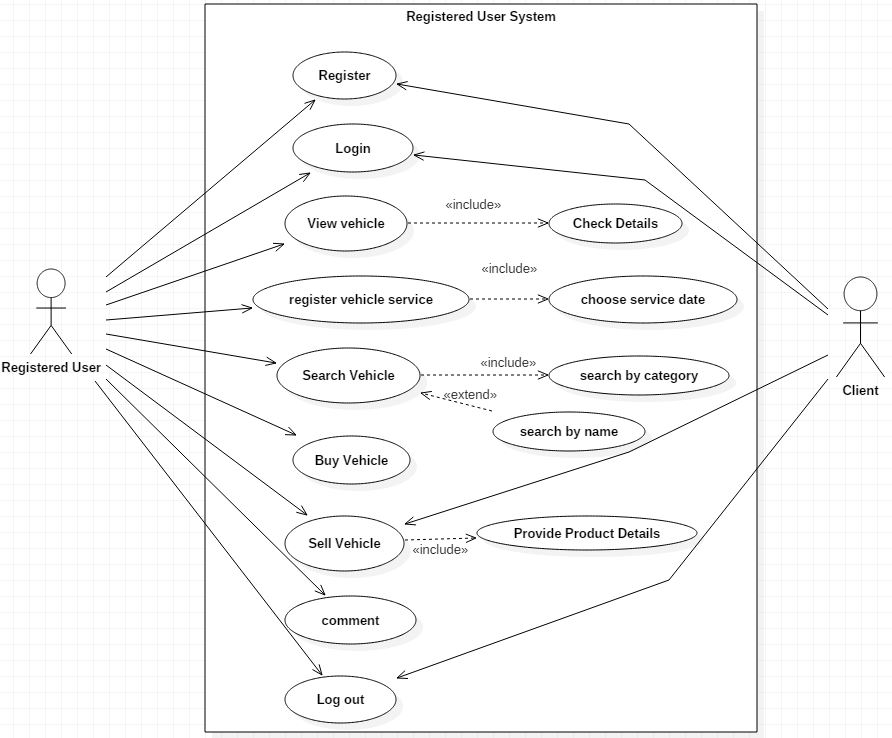 Registered User System
Register
Login
«include»
View vehicle
Check Details
«include»
register vehicle service
choose service date
«include»
Search Vehicle
search by category
Registered User
Client
«extend»
search by name
Buy Vehicle
Sell Vehicle
Provide Product Details
«include»
comment
Log out